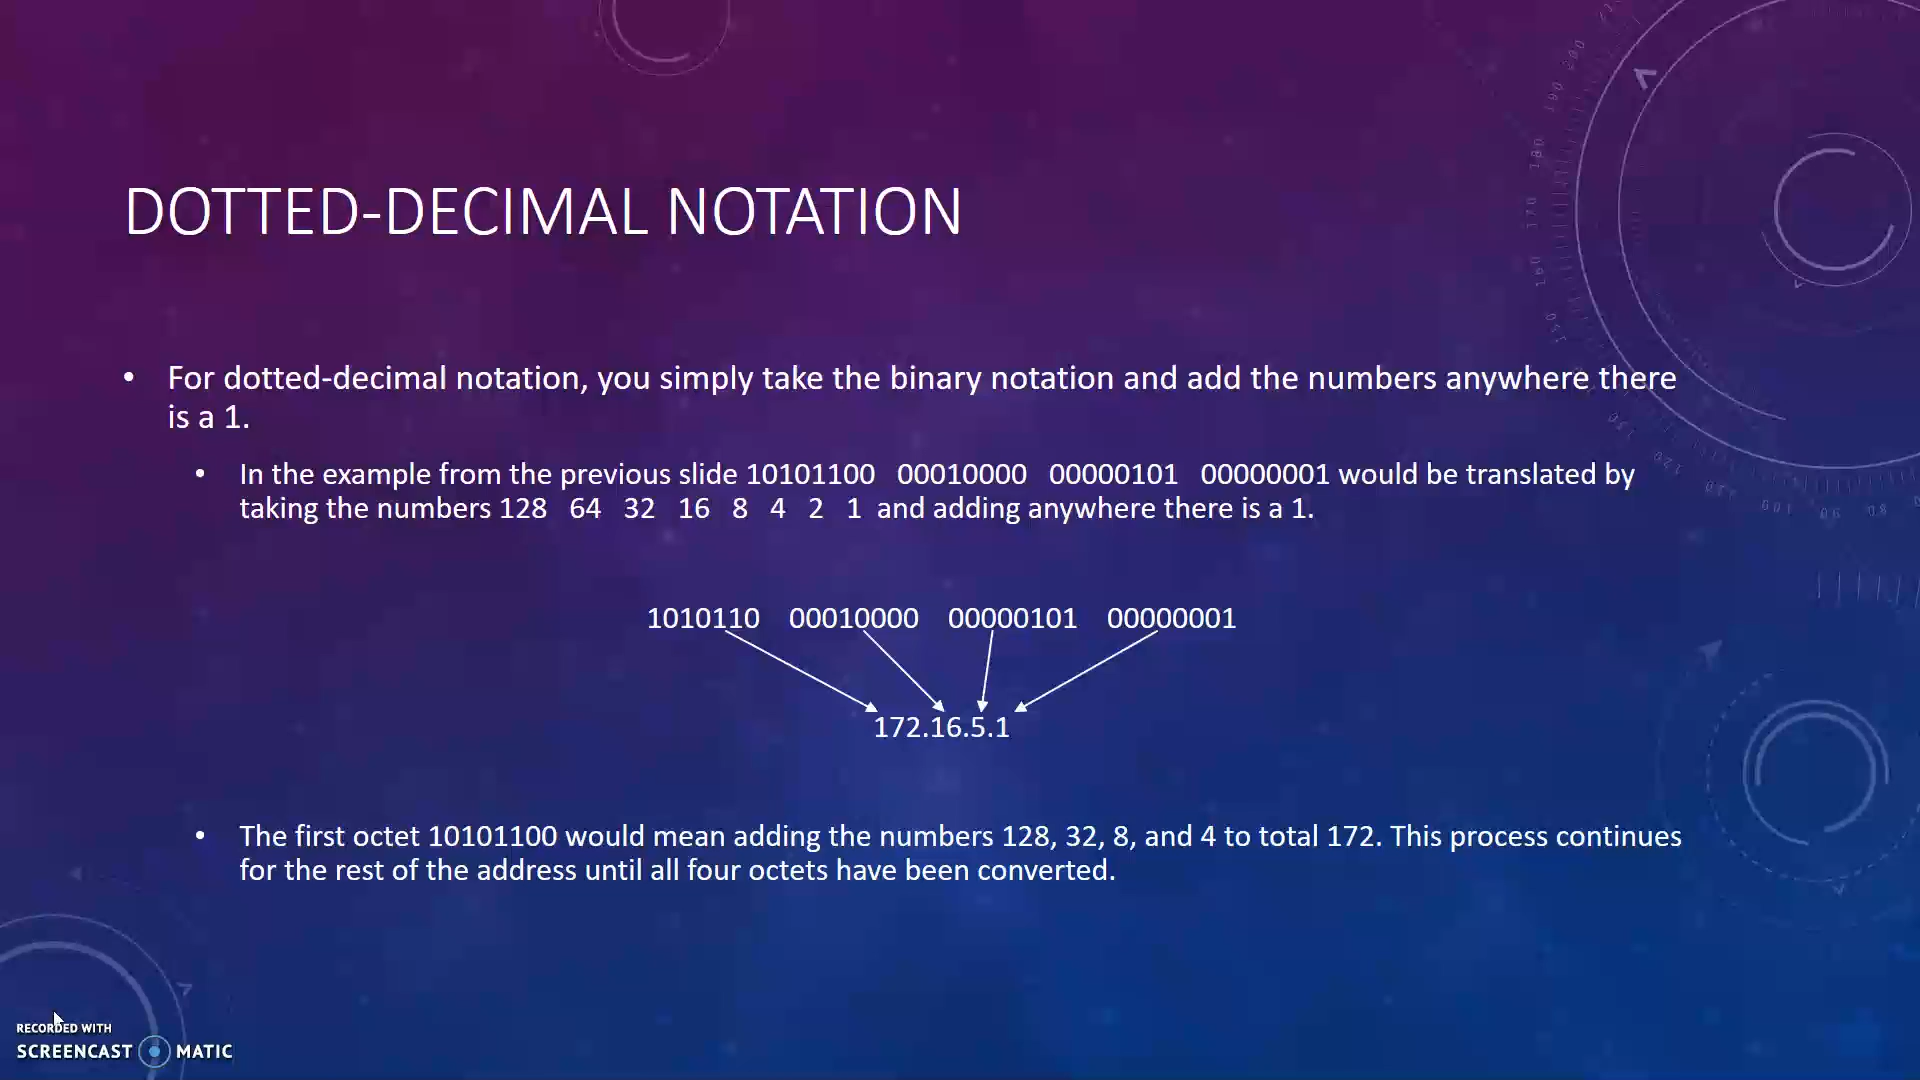 DOTTED-DECIMAL NOTATION
• For dotted-decimal notation, you simply take the binary notation and add the numbers anywhere there
is a 1.
• In the example from the previous slide 10101100 00010000 00000101 00000001 would be translated by
taking the numbers 128 64 32 16 8 4 2 1 and adding anywhere there is a 1.
1010110 00010000 00000101 00000001
172.16.5.1
• The first octet 10101100 would mean adding the numbers 128, 32, 8, and 4 to total 172. This process continues
for the rest of the address until all four octets have been converted.
RECORDED WITH
SCREENCAST MATIC